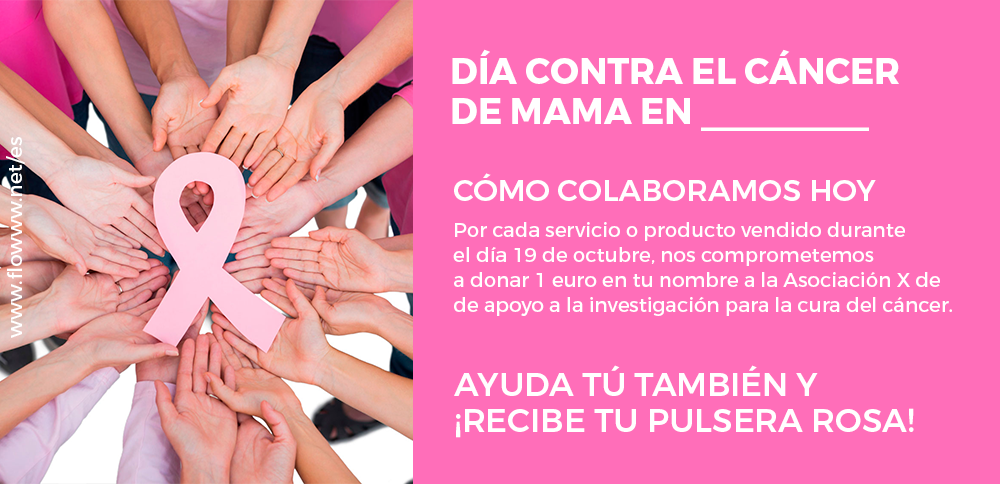 www.flowww.net/es
DÍA CONTRA EL CÁNCER
DE MAMA EN _________
CÓMO COLABORAMOS HOY
Por cada servicio o producto vendido durante
el día 19 de octubre, nos comprometemos
a donar 1 euro en tu nombre a la Asociación X de
de apoyo a la investigación para la cura del cáncer.
AYUDA TÚ TAMBIÉN Y
¡RECIBE TU PULSERA ROSA!